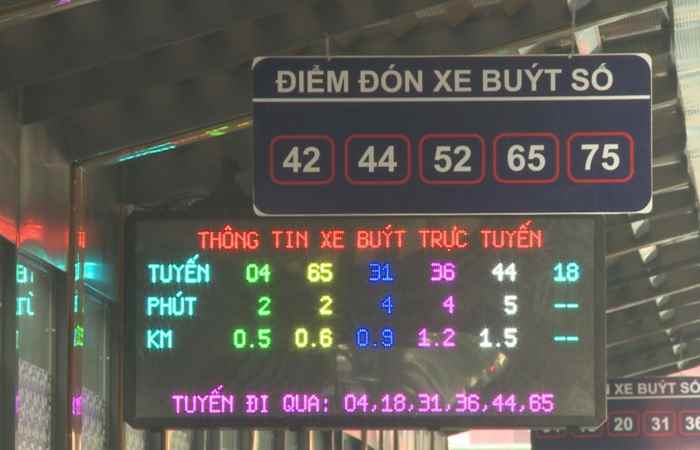 ĐIỂM ĐÓN XE BUÝT SỐ
42 44 52 65 75
THÔNG TIN XE BUÝT TRỰC TUYẾN
TUYẾN 04 65 31 36 44 18
PHÚT 2 2 4 4 5 --
KM 0.5 0.6 0.9 1.2 1.5 --
TUYẾN ĐI QUA: 04,18,31,36,44,65
XE BUÝT SỐ
20 31 36